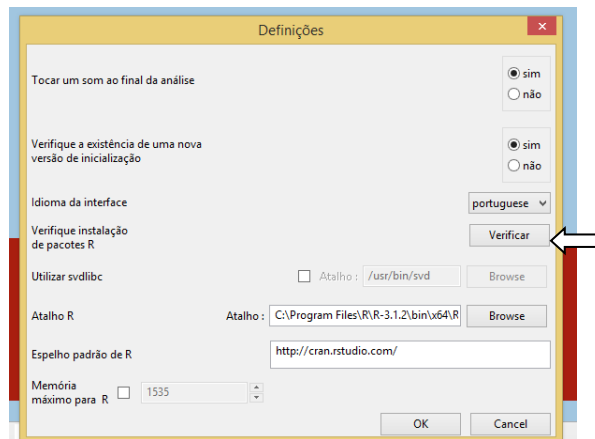 Definições
Tocar um som ao final da análise
sim
não
Verifique a existência de uma nova
versão de inicialização
sim
não
Idioma da interface
portuguese
Verifique instalação
de pacotes R
Verificar
Utilizar svdlibc
Atalho :
/usr/bin/svd
Browse
Atalho R
Atalho :
C:\Program Files\R\R-3.1.2\bin\x64\R
Browse
Espelho padrão de R
http://cran.rstudio.com/
Memória
máximo para R
1535
OK
Cancel